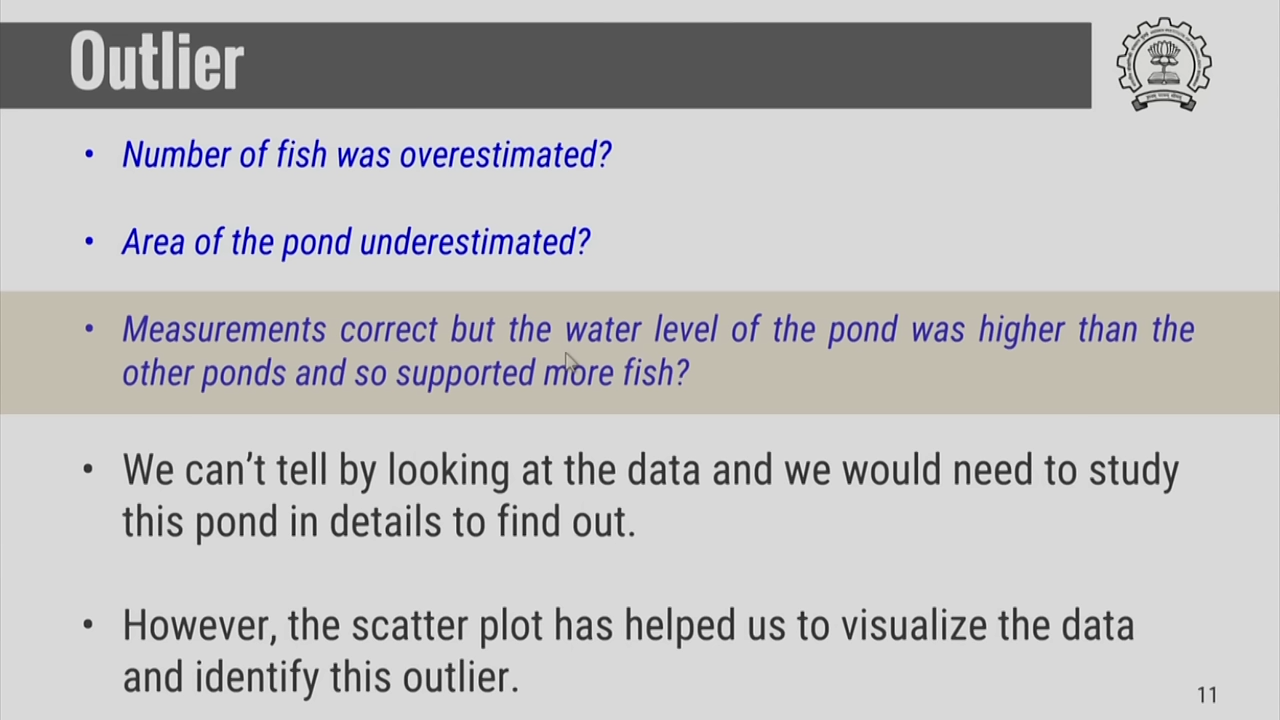 Outlier
• Number of fish was overestimated?
• Area of the pond underestimated?
• Measurements correct but the water level of the pond was higher than the
other ponds and so supported more fish?
• We can't tell by looking at the data and we would need to study
this pond in details to find out.
• However, the scatter plot has helped us to visualize the data
and identify this outlier.
11